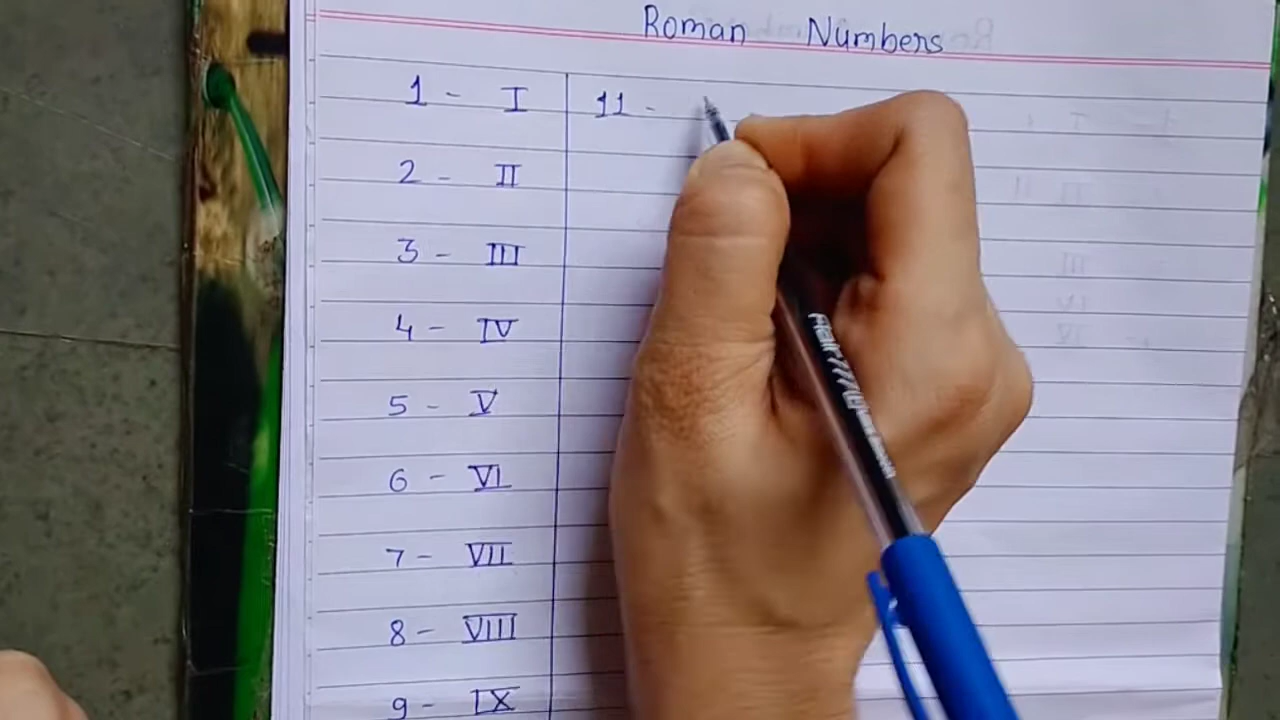 Roman Numbers
1 - I
2 - II
3 - III
4 - IV
5 - V
6 - VI
7 - VII
8 - VIII
9 - IX
11 -
Flair